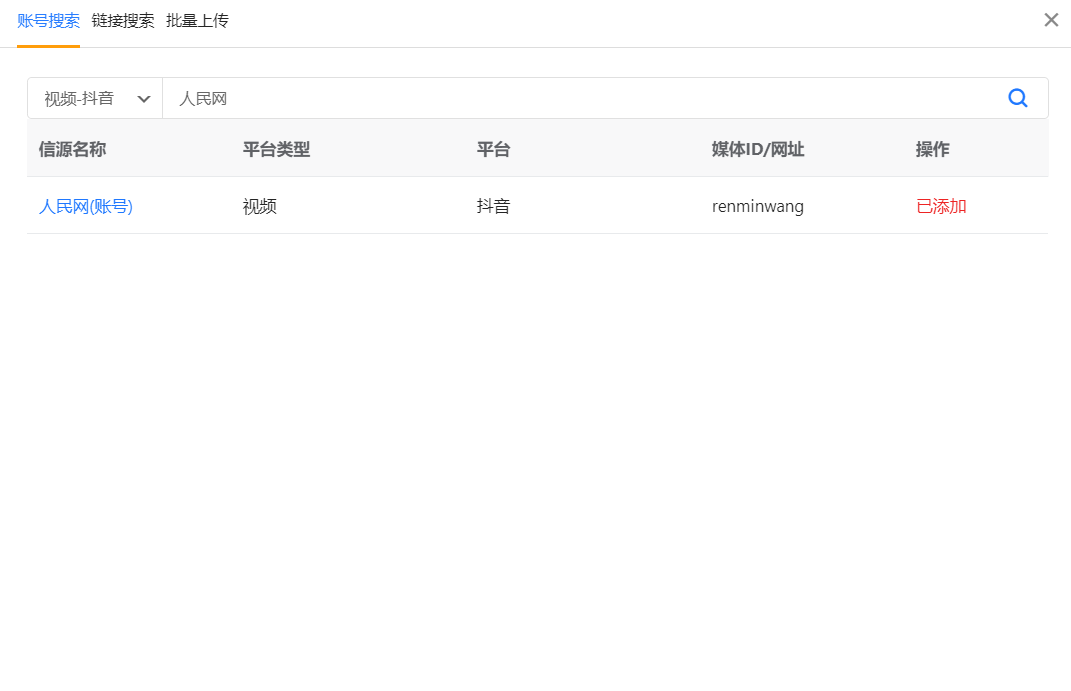 账号搜索 链接搜索 批量上传
视频-抖音 人民网
信源名称 平台类型 平台 媒体ID/网址 操作
人民网(账号) 视频 抖音 renminwang 已添加